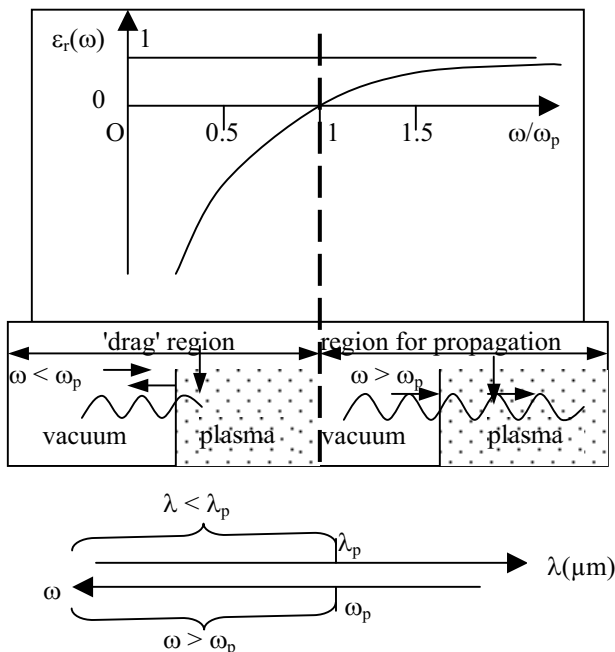 εr(ω) 1
0
O 0.5 1 1.5 ω/ωp
'drag' region region for propagation
ω < ωp ω > ωp
vacuum plasma vacuum plasma
λ < λp
λp
λ(µm)
ω
ωp
ω > ωp